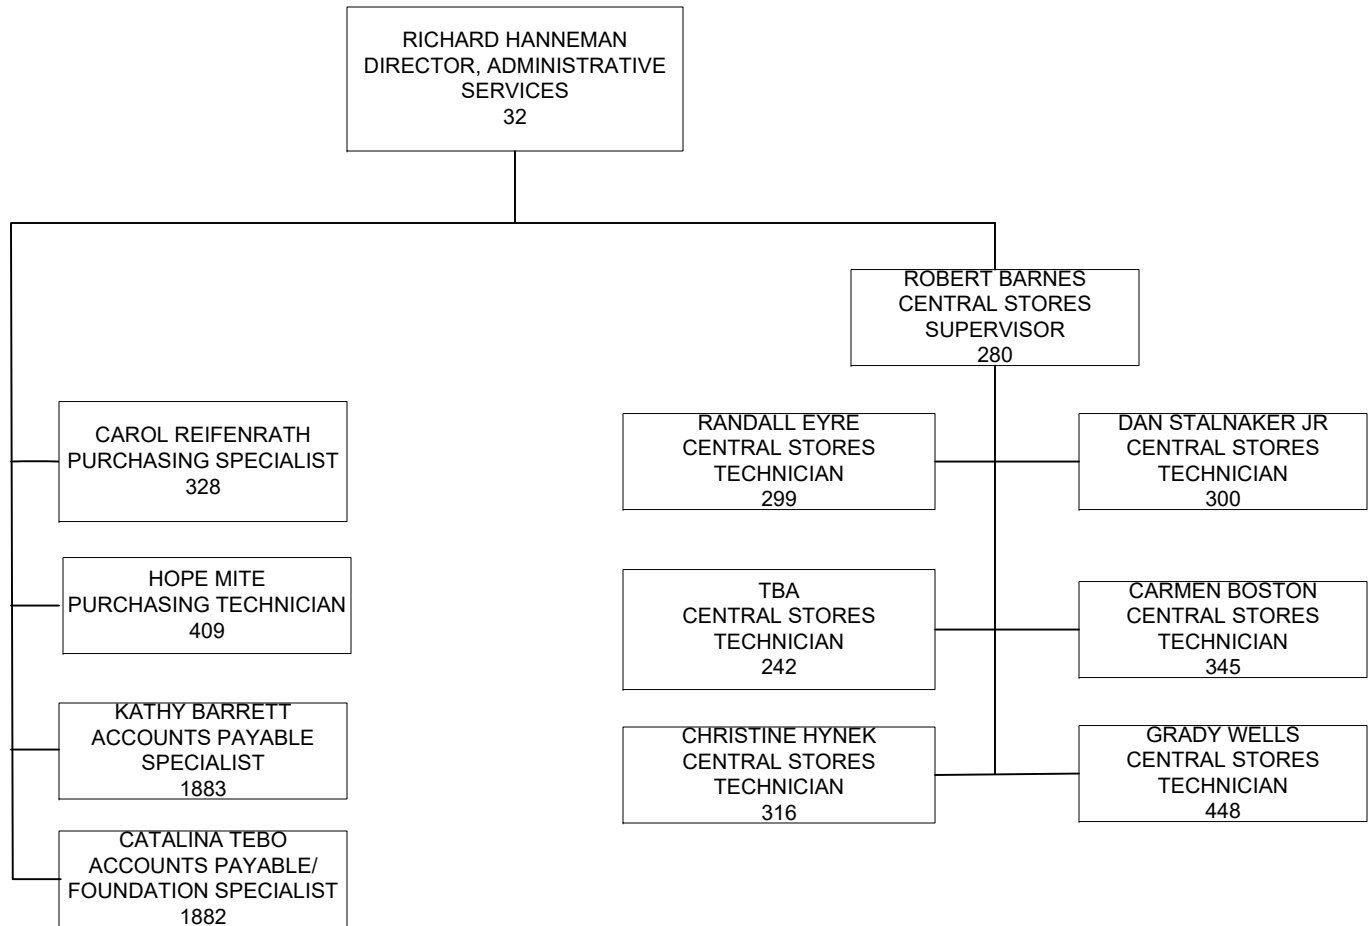 RICHARD HANNEMAN
DIRECTOR, ADMINISTRATIVE
SERVICES
32
ROBERT BARNES
CENTRAL STORES
SUPERVISOR
280
CAROL REIFENRATH
PURCHASING SPECIALIST
328
HOPE MITE
PURCHASING TECHNICIAN
409
KATHY BARRETT
ACCOUNTS PAYABLE
SPECIALIST
1883
CATALINA TEBO
ACCOUNTS PAYABLE/
FOUNDATION SPECIALIST
1882
RANDALL EYRE
CENTRAL STORES
TECHNICIAN
299
DAN STALNAKER JR
CENTRAL STORES
TECHNICIAN
300
TBA
CENTRAL STORES
TECHNICIAN
242
CARMEN BOSTON
CENTRAL STORES
TECHNICIAN
345
CHRISTINE HYNEK
CENTRAL STORES
TECHNICIAN
316
GRADY WELLS
CENTRAL STORES
TECHNICIAN
448